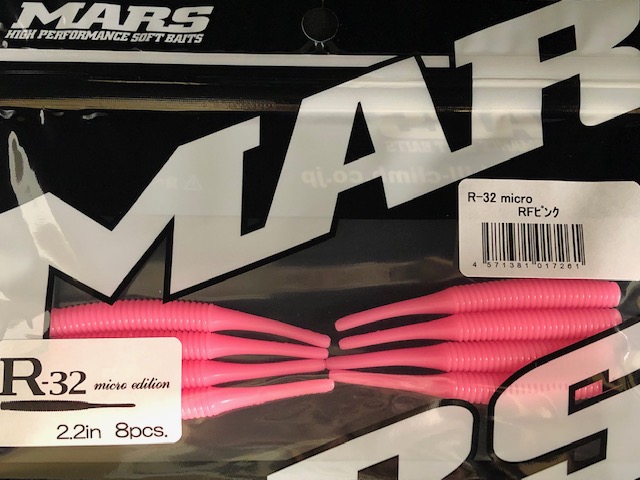 MARS
HIGH PERFORMANCE SOFT BAITS
MARS
R-32 micro
RFピンク
4 571381 017261
R-32 micro edition
2.2in 8pcs.